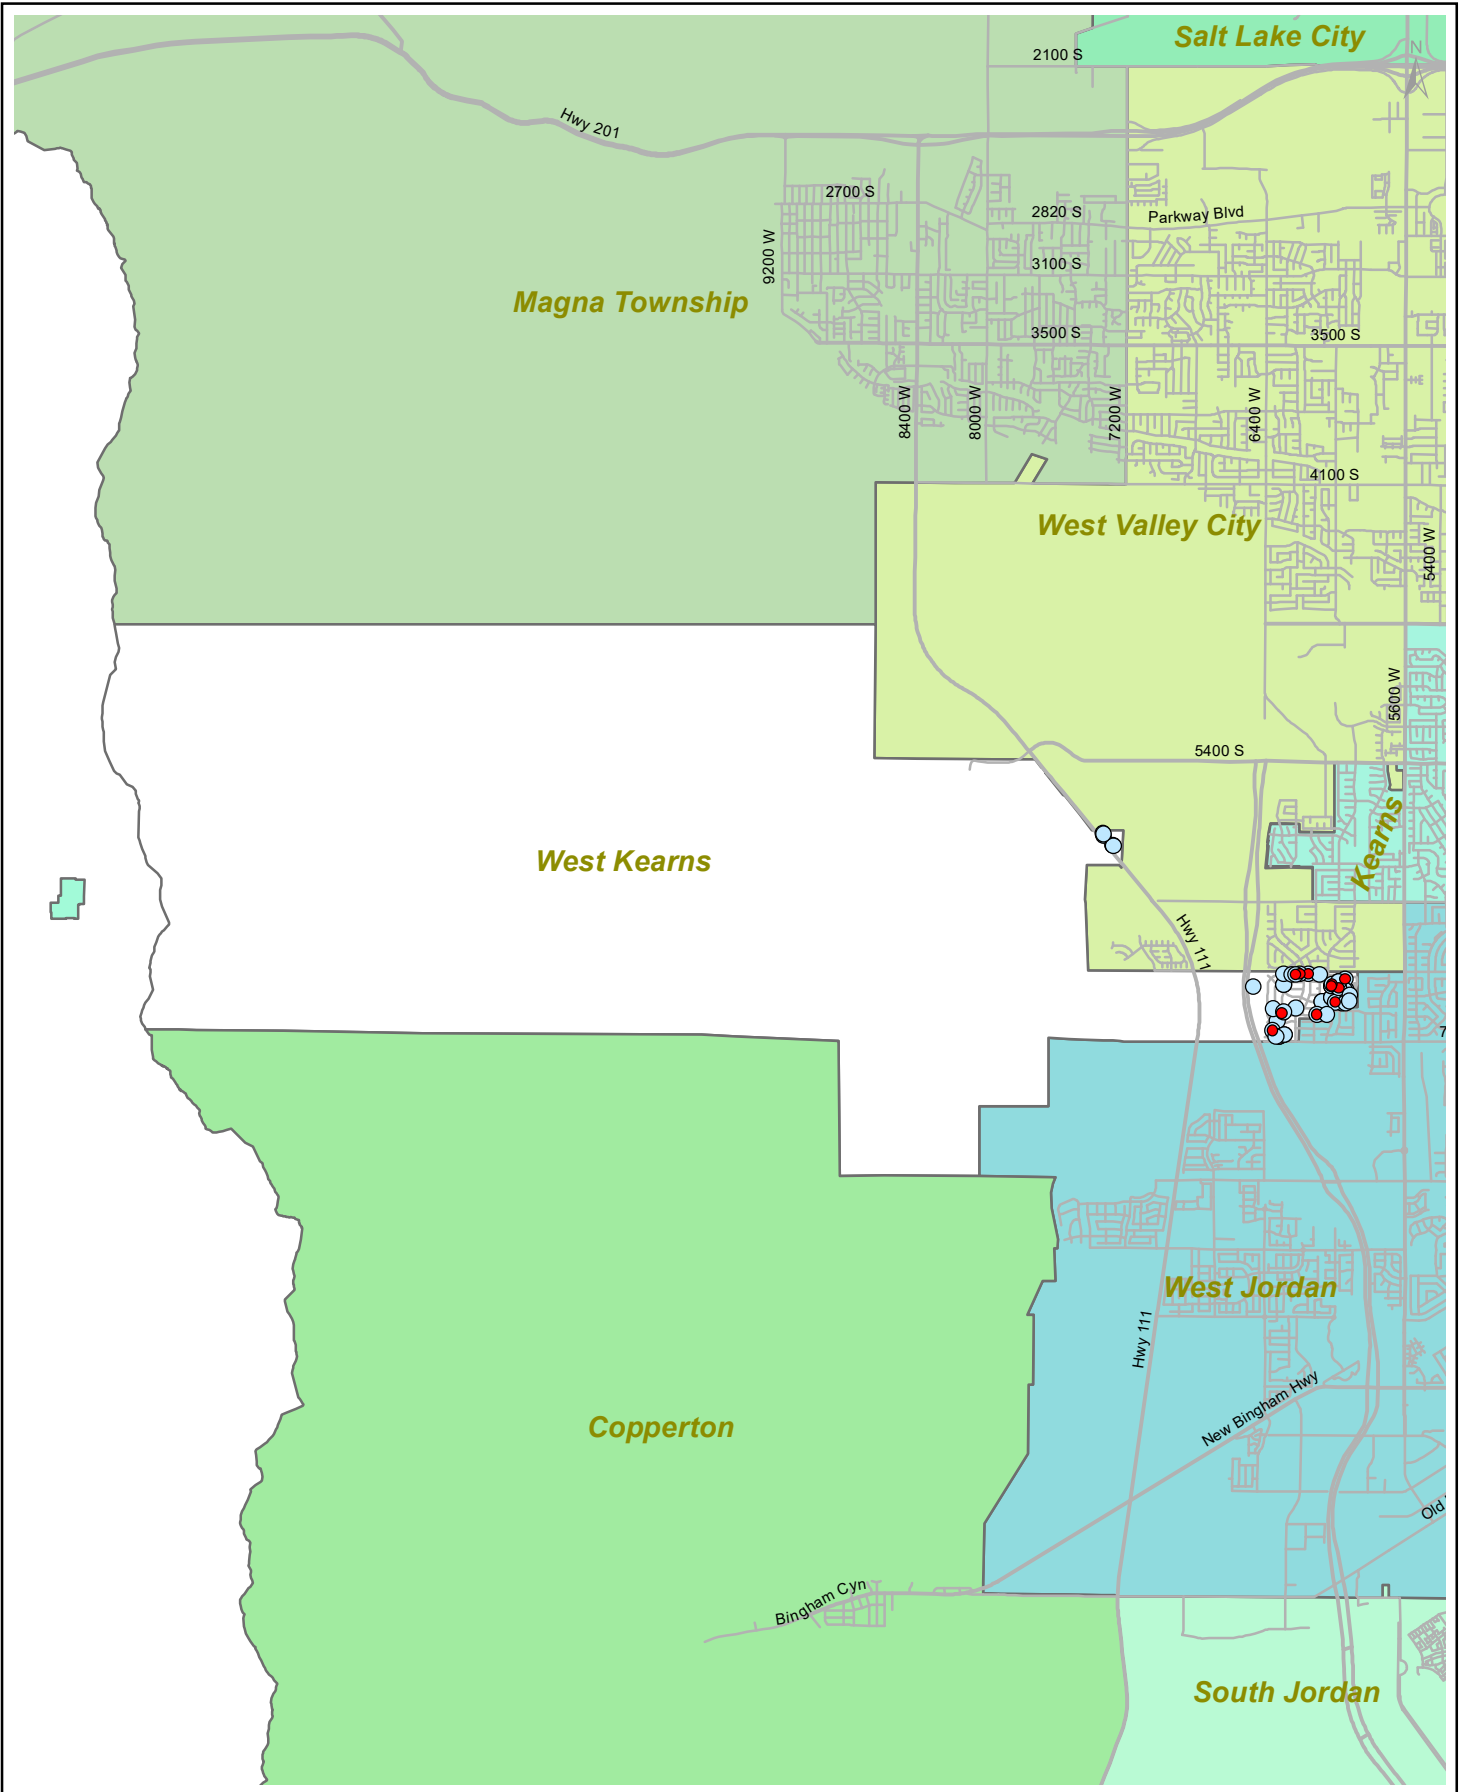 Salt Lake City
N
2100 S
Hwy 201
2700 S
2820 S
Parkway Blvd
9200 W
3100 S
Magna Township
3500 S
3500 S
8400 W
8000 W
7200 W
6400 W
4100 S
West Valley City
5400 W
5600 W
5400 S
Kearns
West Kearns
Hwy 111
7
West Jordan
Hwy 111
New Bingham Hwy
Copperton
Old
Bingham Cyn
South Jordan